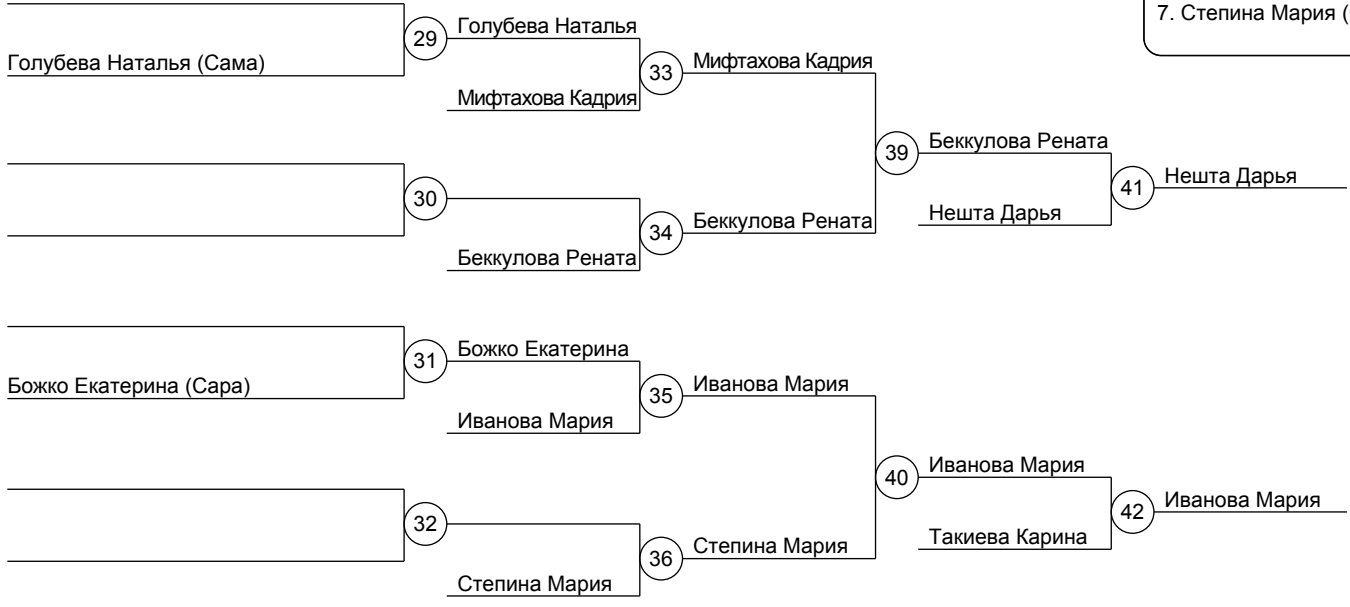 7. Степина Мария (
29
Голубева Наталья
Голубева Наталья (Сама)
33
Мифтахова Кадрия
Мифтахова Кадрия
39
Беккулова Рената
41
Нешта Дарья
30
Нешта Дарья
34
Беккулова Рената
Беккулова Рената
31
Божко Екатерина
Божко Екатерина (Сара)
35
Иванова Мария
Иванова Мария
40
Иванова Мария
42
Иванова Мария
32
Такиева Карина
36
Степина Мария
Степина Мария